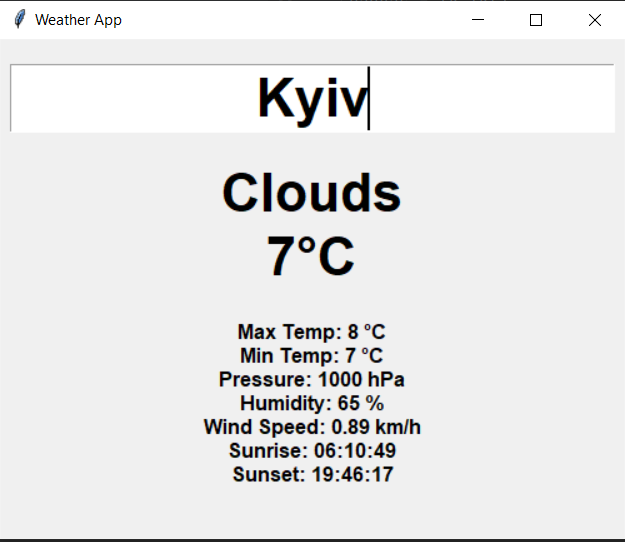 Weather App
Kyiv
Clouds
7°C
Max Temp: 8 °C
Min Temp: 7 °C
Pressure: 1000 hPa
Humidity: 65 %
Wind Speed: 0.89 km/h
Sunrise: 06:10:49
Sunset: 19:46:17